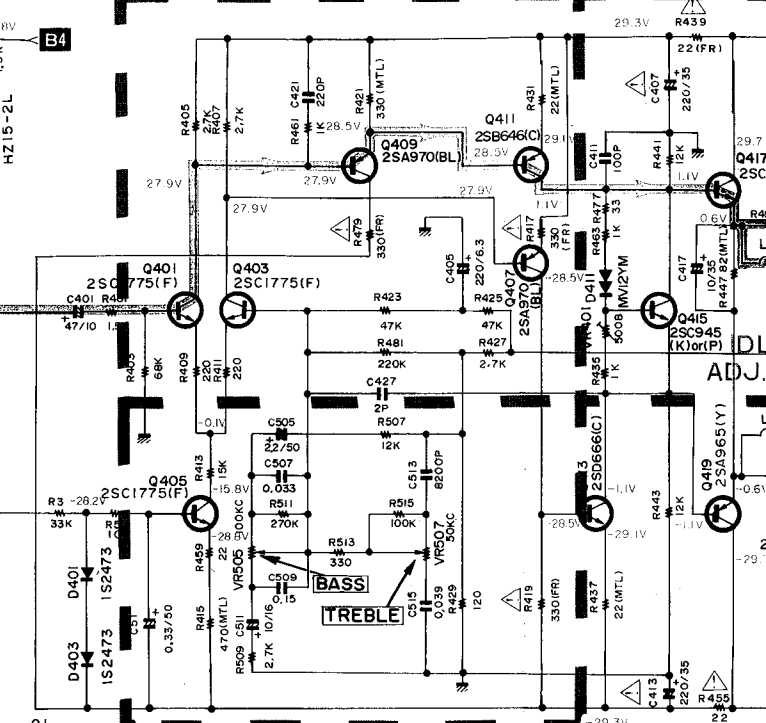 8V
B4
HZ15-2L
29.3V
R439
22(FR)
C407
220/35
R405
2.7K
R407
2.7K
C421
220P
R461
1K
28.5V
R421
330 (MTL)
Q409
2SA970(BL)
Q411
2SB646(C)
28.5V
R431
22(MTL)
29.1V
C411
100P
R441
12K
1.1V
29.7
Q417
2SC
27.9V
27.9V
27.9V
27.9V
1.1V
R477
33
R463
1K
0.6V
R479
330(FR)
C405
220/6.3
R417
330
(FR)
Q407
2SA970
(BL)
-28.5V
D411
MV12YM
C417
10/35
R447
82(MTL)
Q401
2SC1775(F)
Q403
2SC1775(F)
C401
47/10
R403
68K
R409
220
R411
220
R423
47K
R425
47K
R481
220K
R427
2.7K
C427
2P
VR401
500B
R435
1K
Q415
2SC945
(K)or(P)
DL
ADJ.
-0.1V
C505
2.2/50
R507
12K
C507
0.033
R511
270K
C513
8200P
R515
100K
R413
15K
Q405
2SC1775(F)
-15.8V
-28.8V
R3
33K
-28.2V
2SD666(C)
-1.1V
-28.5V
-29.1V
R443
12K
-1.1V
Q419
2SA965(Y)
-0.6V
-29.
R459
22
VR505
100KC
R513
330
VR507
50KC
BASS
TREBLE
C509
0.15
C515
0.039
R429
120
R419
330(FR)
R437
22(MTL)
D401
1S2473
D403
1S2473
C51
0.33/50
R415
470(MTL)
C511
10/16
R509
2.7K
C413
220/35
R455
22
-29.3V